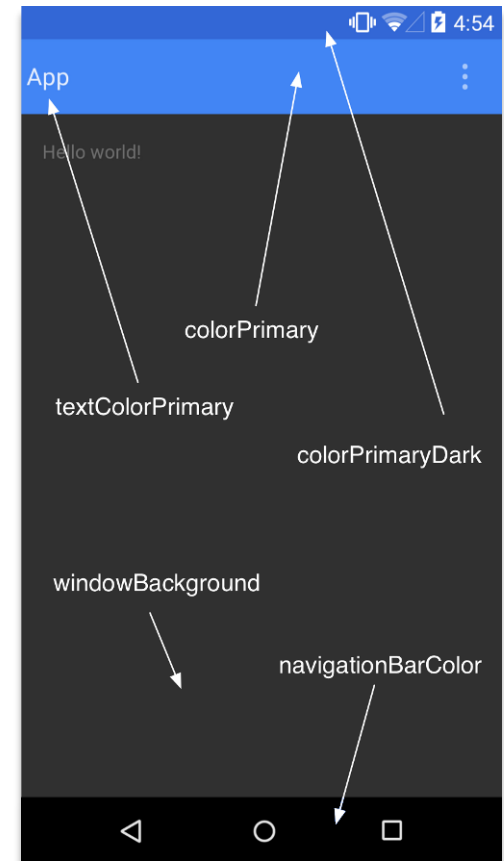 4:54
App
Hello world!
colorPrimary
textColorPrimary
colorPrimaryDark
windowBackground
navigationBarColor